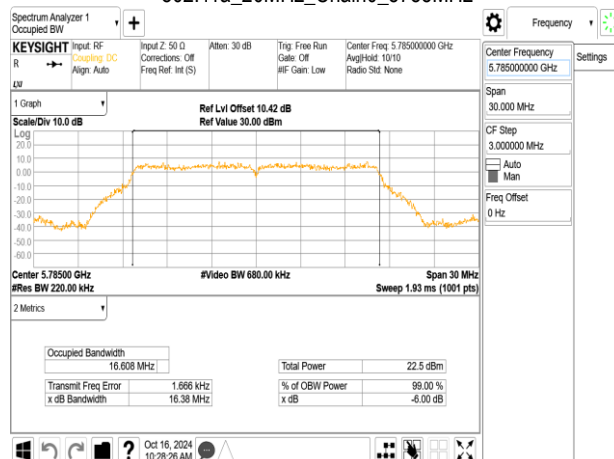 Spectrum Analyzer 1
Occupied BW
Frequency
KEYSIGHT
Input: RF
Coupling: DC
Align: Auto
Input Z: 50 Ω
Corrections: Off
Freq Ref: Int (S)
Atten: 30 dB
Trig: Free Run
Gate: Off
#IF Gain: Low
Center Freq: 5.785000000 GHz
Avg|Hold: 10/10
Radio Std: None
R
LXI
Center Frequency
5.785000000 GHz
Settings
Span
30.000 MHz
CF Step
3.000000 MHz
Auto
Man
Freq Offset
0 Hz
1 Graph
Scale/Div 10.0 dB
Ref Lvl Offset 10.42 dB
Ref Value 30.00 dBm
Log
20.0
10.0
0.00
-10.0
-20.0
-30.0
-40.0
-50.0
-60.0
Center 5.78500 GHz
#Res BW 220.00 kHz
#Video BW 680.00 kHz
Span 30 MHz
Sweep 1.93 ms (1001 pts)
2 Metrics
Occupied Bandwidth
16.608 MHz
Total Power 22.5 dBm
Transmit Freq Error 1.666 kHz
% of OBW Power 99.00 %
x dB Bandwidth 16.38 MHz
x dB -6.00 dB
?
Oct 16, 2024
10:28:26 AM